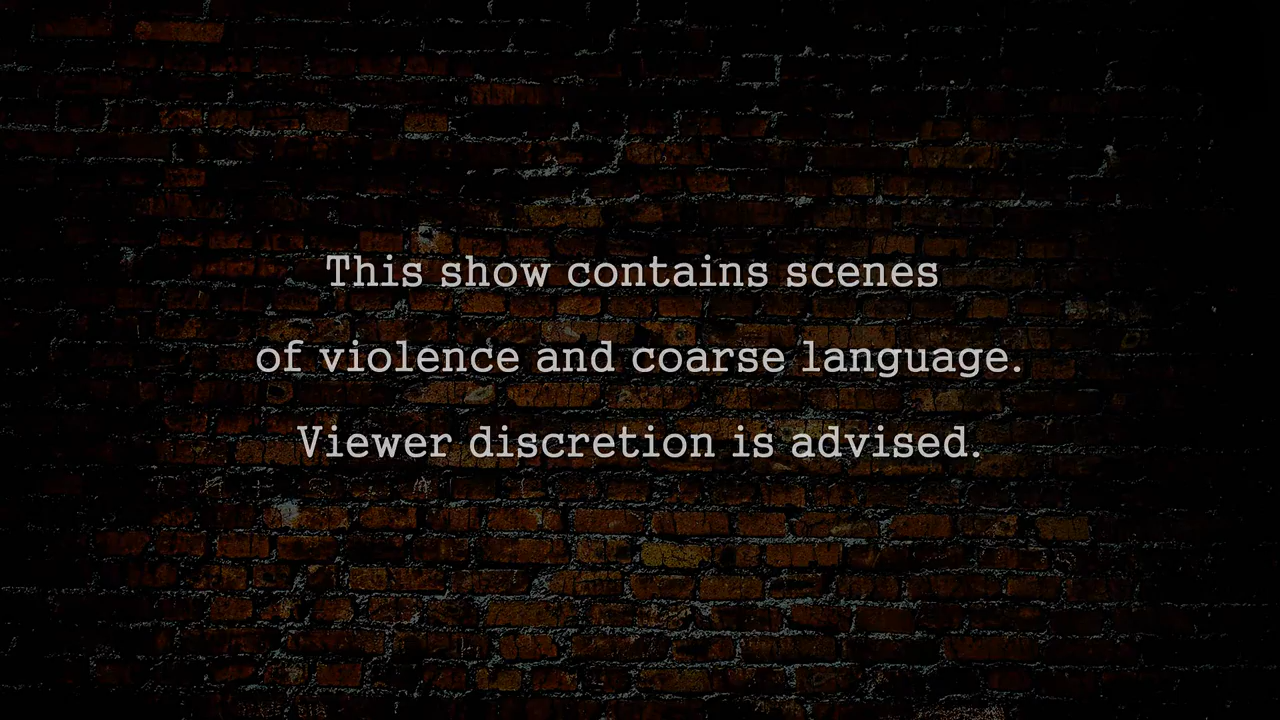 This show contains scenes
of violence and coarse language.
Viewer discretion is advised.